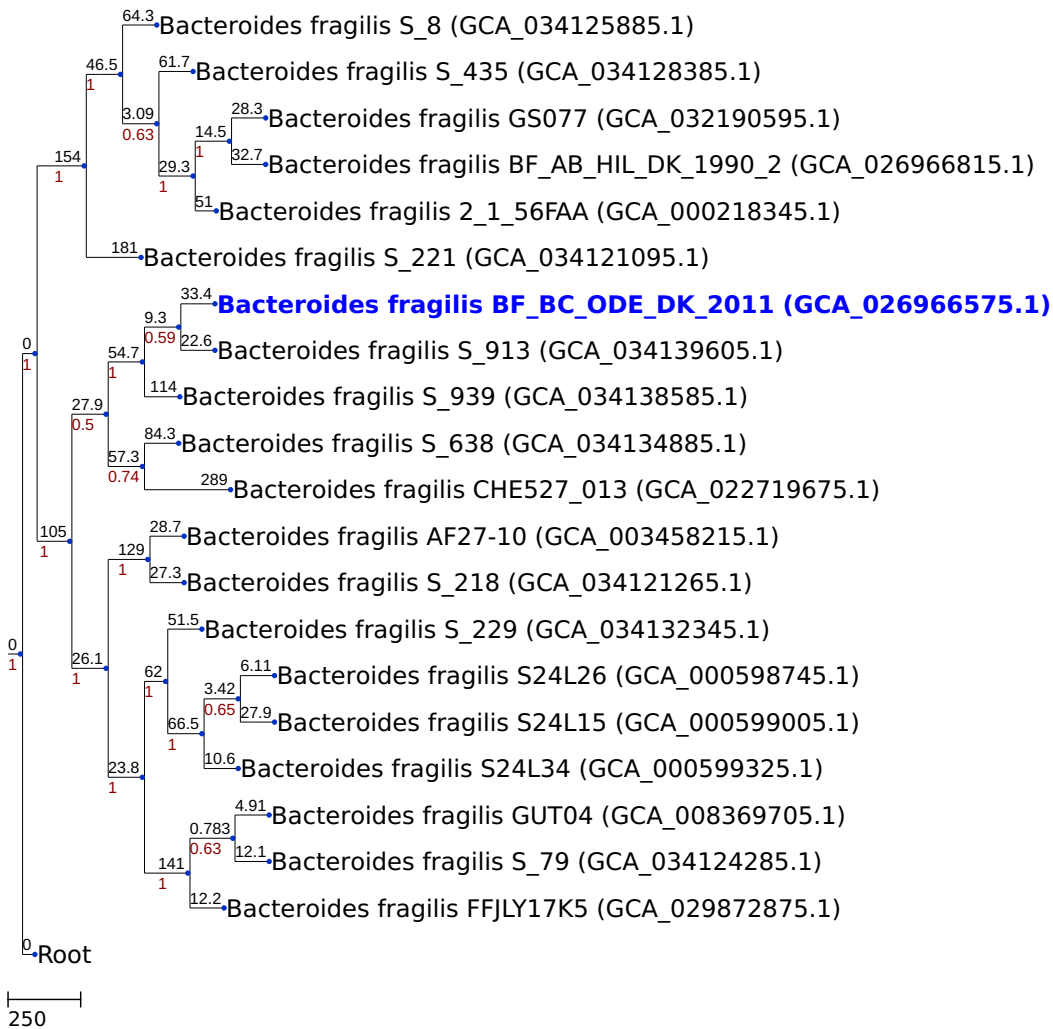 64.3
Bacteroides fragilis S_8 (GCA_034125885.1)
46.5
1
61.7
Bacteroides fragilis S_435 (GCA_034128385.1)
3.09
0.63
28.3
Bacteroides fragilis GS077 (GCA_032190595.1)
14.5
1
32.7
Bacteroides fragilis BF_AB_HIL_DK_1990_2 (GCA_026966815.1)
154
1
29.3
1
51
Bacteroides fragilis 2_1_56FAA (GCA_000218345.1)
181
Bacteroides fragilis S_221 (GCA_034121095.1)
33.4
Bacteroides fragilis BF_BC_ODE_DK_2011 (GCA_026966575.1)
9.3
0.59
0
1
22.6
Bacteroides fragilis S_913 (GCA_034139605.1)
54.7
1
114
Bacteroides fragilis S_939 (GCA_034138585.1)
27.9
0.5
84.3
Bacteroides fragilis S_638 (GCA_034134885.1)
57.3
0.74
289
Bacteroides fragilis CHE527_013 (GCA_022719675.1)
105
1
28.7
Bacteroides fragilis AF27-10 (GCA_003458215.1)
129
1
27.3
Bacteroides fragilis S_218 (GCA_034121265.1)
51.5
Bacteroides fragilis S_229 (GCA_034132345.1)
0
1
26.1
1
62
1
6.11
Bacteroides fragilis S24L26 (GCA_000598745.1)
3.42
0.65
27.9
Bacteroides fragilis S24L15 (GCA_000599005.1)
66.5
1
10.6
Bacteroides fragilis S24L34 (GCA_000599325.1)
23.8
1
4.91
Bacteroides fragilis GUT04 (GCA_008369705.1)
0.783
0.63
12.1
Bacteroides fragilis S_79 (GCA_034124285.1)
141
1
12.2
Bacteroides fragilis FFJLY17K5 (GCA_029872875.1)
0
Root
250